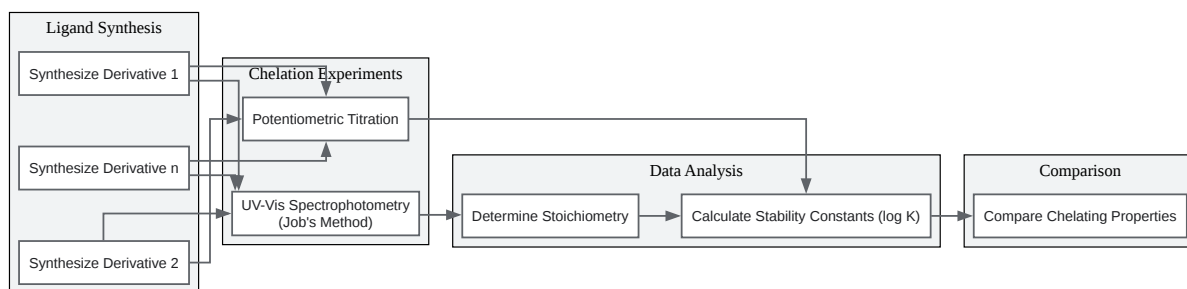 Ligand Synthesis
Synthesize Derivative 1
Synthesize Derivative n
Synthesize Derivative 2
Chelation Experiments
Potentiometric Titration
UV-Vis Spectrophotometry
(Job's Method)
Data Analysis
Determine Stoichiometry
Calculate Stability Constants (log K)
Comparison
Compare Chelating Properties